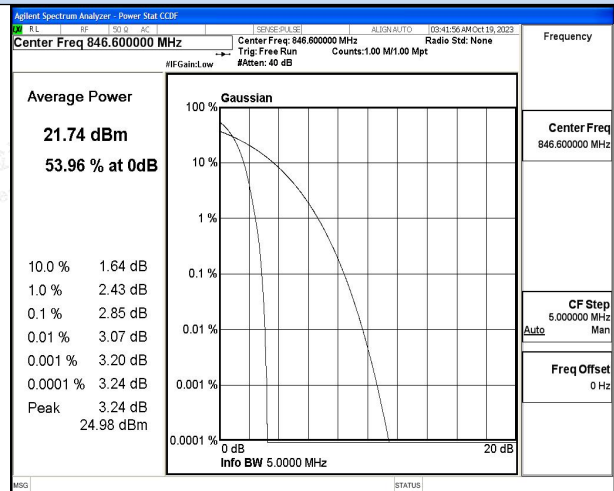 Agilent Spectrum Analyzer - Power Stat CCDF
RL RF 50 Ω AC SENSE:PULSE ALIGN AUTO 03:41:56 AM Oct 19, 2023
Center Freq 846.600000 MHz
Center Freq: 846.600000 MHz Radio Std: None
Trig: Free Run Counts:1.00 M/1.00 Mpt
#IFGain:Low #Atten: 40 dB
Frequency
Average Power
21.74 dBm
53.96 % at 0dB
10.0 % 1.64 dB
1.0 % 2.43 dB
0.1 % 2.85 dB
0.01 % 3.07 dB
0.001 % 3.20 dB
0.0001 % 3.24 dB
Peak 3.24 dB
24.98 dBm
Gaussian
100 %
10 %
1 %
0.1 %
0.01 %
0.001 %
0.0001 %
0 dB 20 dB
Info BW 5.0000 MHz
Center Freq
846.600000 MHz
CF Step
5.000000 MHz
Auto Man
Freq Offset
0 Hz
MSG STATUS